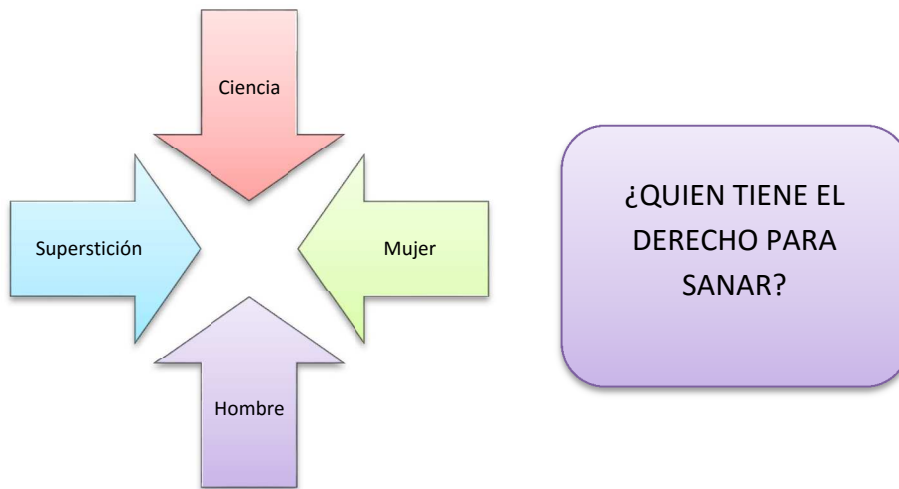 Ciencia
Superstición
Mujer
Hombre
¿QUIEN TIENE EL
DERECHO PARA
SANAR?